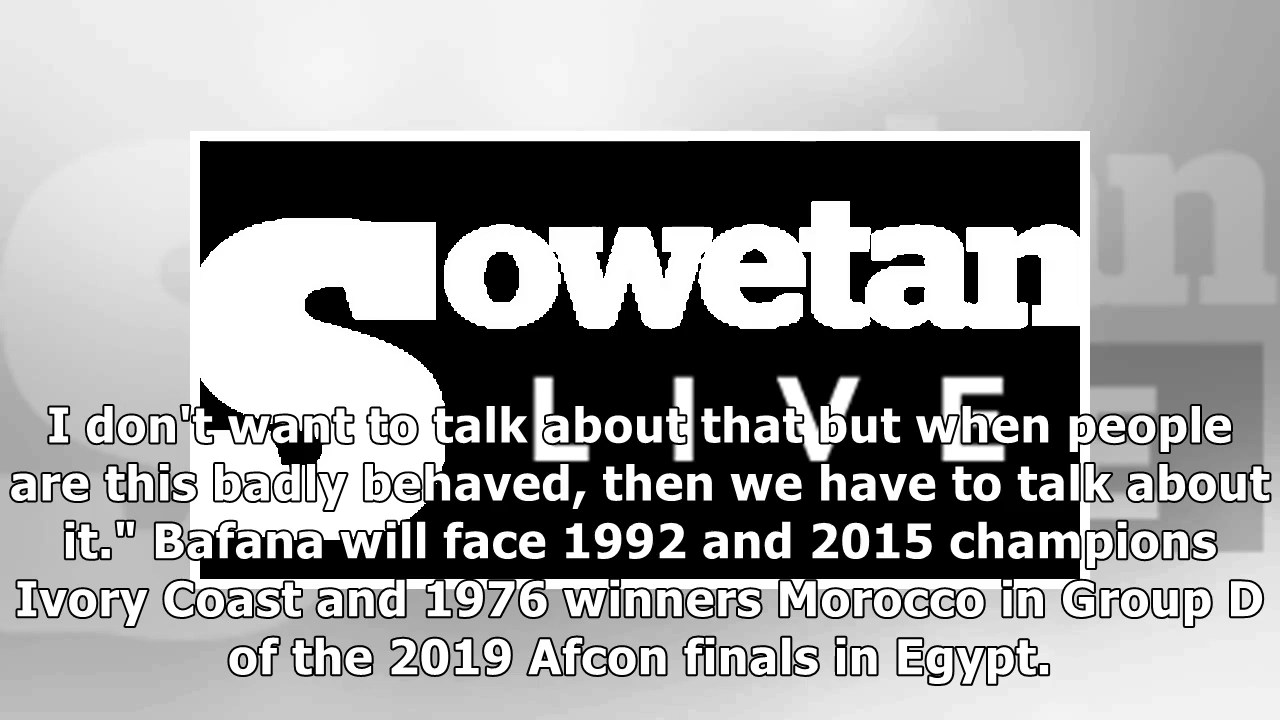 Sowetan
LIVE
I don't want to talk about that but when people
are this badly behaved, then we have to talk about
it." Bafana will face 1992 and 2015 champions
Ivory Coast and 1976 winners Morocco in Group D
of the 2019 Afcon finals in Egypt.